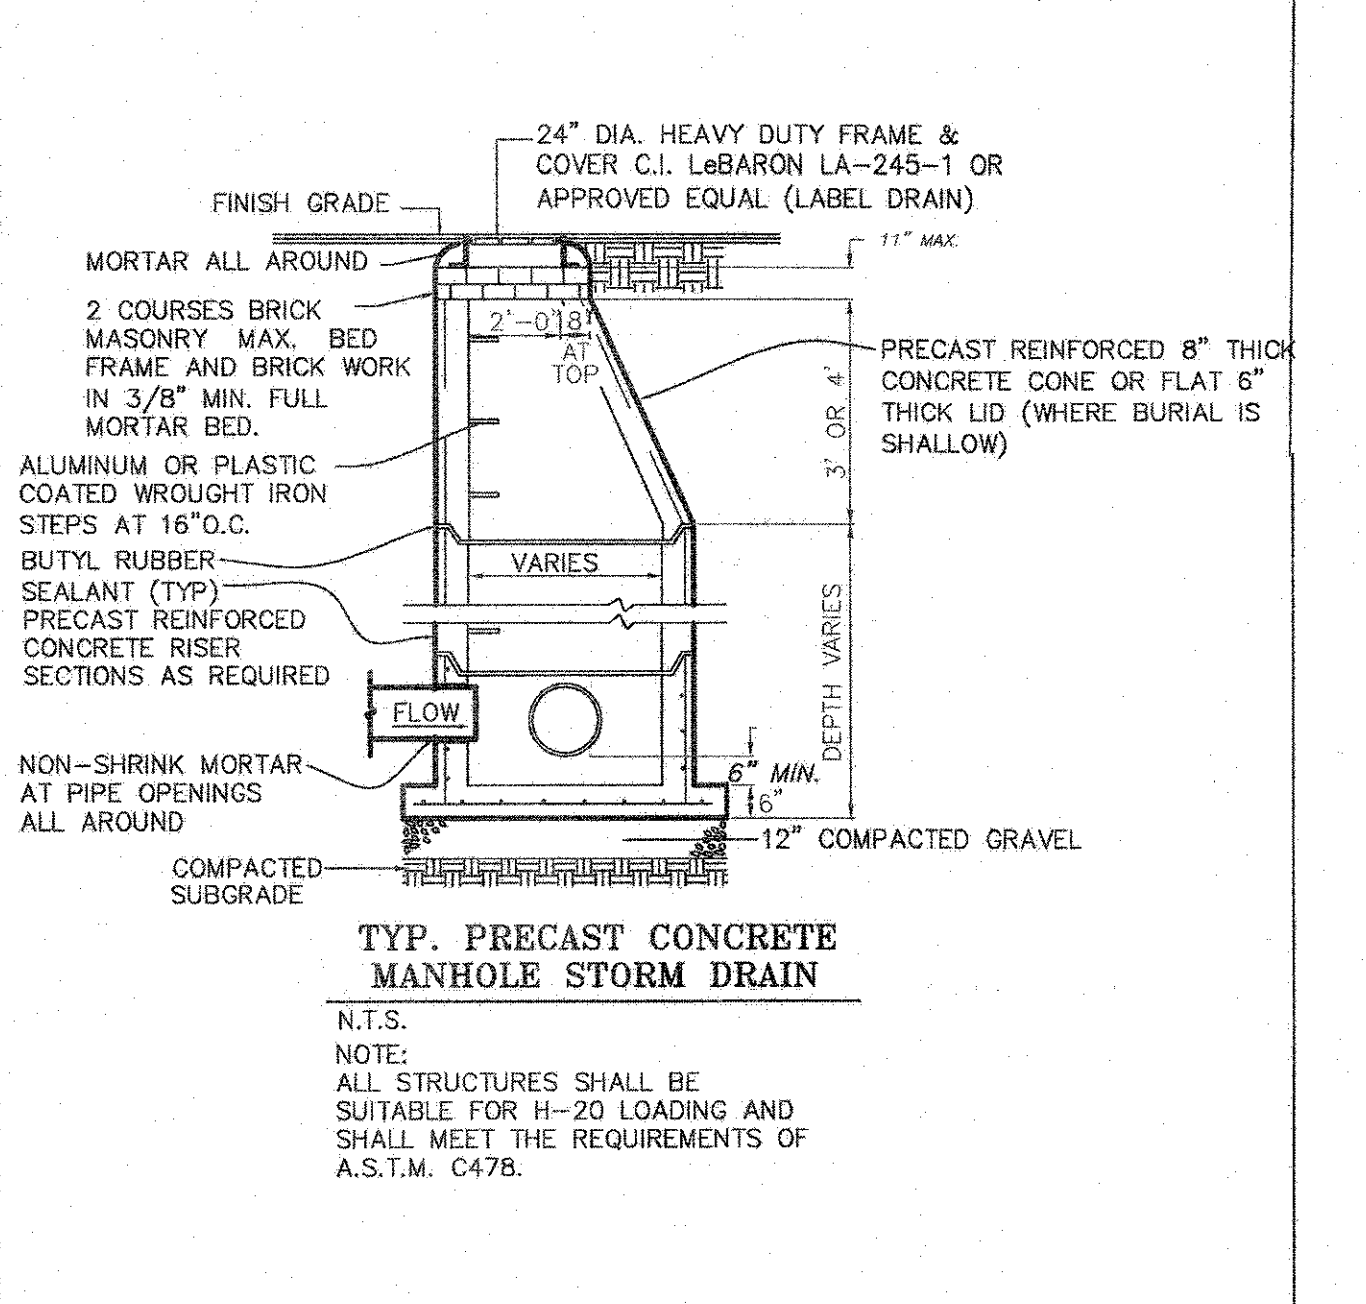 24" DIA. HEAVY DUTY FRAME &
COVER C.I. LeBARON LA-245-1 OR
APPROVED EQUAL (LABEL DRAIN)
FINISH GRADE
11" MAX.
MORTAR ALL AROUND
2 COURSES BRICK
MASONRY MAX. BED
FRAME AND BRICK WORK
IN 3/8" MIN. FULL
MORTAR BED.
2'-0"
8"
AT
TOP
3' OR 4'
PRECAST REINFORCED 8" THICK
CONCRETE CONE OR FLAT 6"
THICK LID (WHERE BURIAL IS
SHALLOW)
ALUMINUM OR PLASTIC
COATED WROUGHT IRON
STEPS AT 16"O.C.
BUTYL RUBBER
SEALANT (TYP)
VARIES
PRECAST REINFORCED
CONCRETE RISER
SECTIONS AS REQUIRED
DEPTH VARIES
FLOW
NON-SHRINK MORTAR
AT PIPE OPENINGS
ALL AROUND
6" MIN.
6"
12" COMPACTED GRAVEL
COMPACTED
SUBGRADE
TYP. PRECAST CONCRETE
MANHOLE STORM DRAIN
N.T.S.
NOTE:
ALL STRUCTURES SHALL BE
SUITABLE FOR H-20 LOADING AND
SHALL MEET THE REQUIREMENTS OF
A.S.T.M. C478.